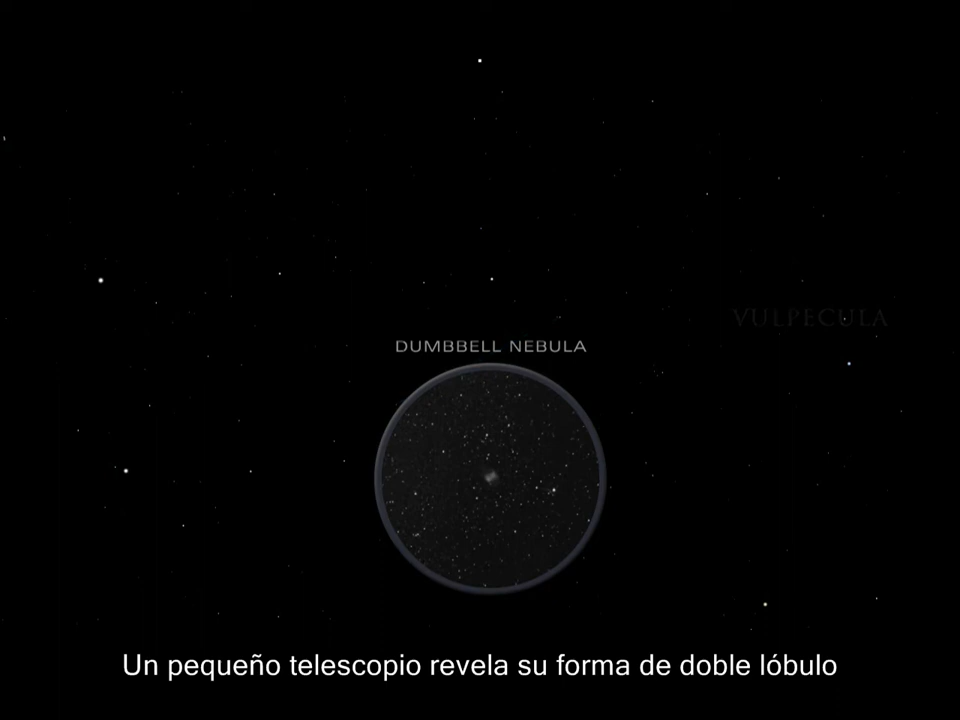 VULPECULA
DUMBBELL NEBULA
Un pequeño telescopio revela su forma de doble lóbulo